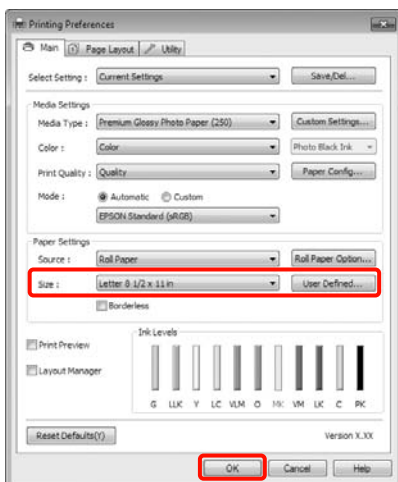 Printing Preferences
Main Page Layout Utility
Select Setting : Current Settings Save/Del...
Media Settings
Media Type : Premium Glossy Photo Paper (250) Custom Settings...
Color : Color Photo Black Ink
Print Quality : Quality Paper Config...
Mode : Automatic Custom
EPSON Standard (sRGB)
Paper Settings
Source : Roll Paper Roll Paper Option...
Size : Letter 8 1/2 x 11 in User Defined...
Borderless
Ink Levels
Print Preview
Layout Manager
G LLK Y LC VLM O MK VM LK C PK
Reset Defaults(Y) Version X.XX
OK Cancel Help